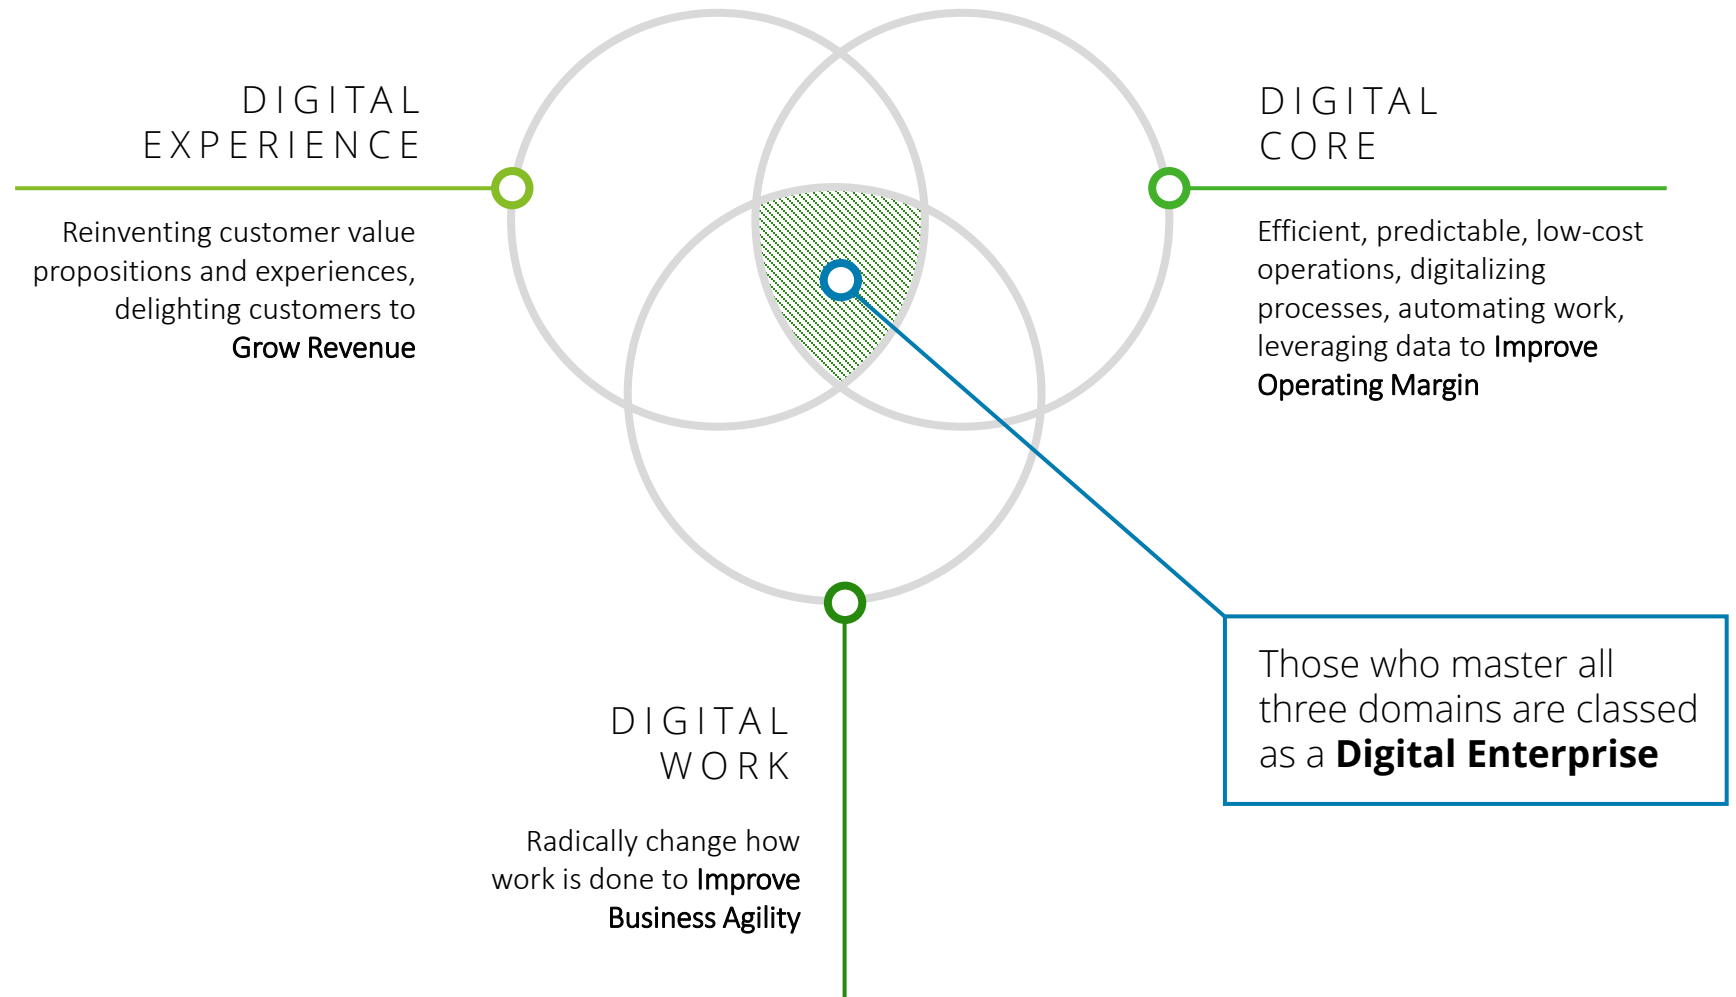 DIGITAL
EXPERIENCE
Reinventing customer value
propositions and experiences,
delighting customers to
Grow Revenue
DIGITAL
CORE
Efficient, predictable, low-cost
operations, digitalizing
processes, automating work,
leveraging data to Improve
Operating Margin
DIGITAL
WORK
Radically change how
work is done to Improve
Business Agility
Those who master all
three domains are classed
as a Digital Enterprise